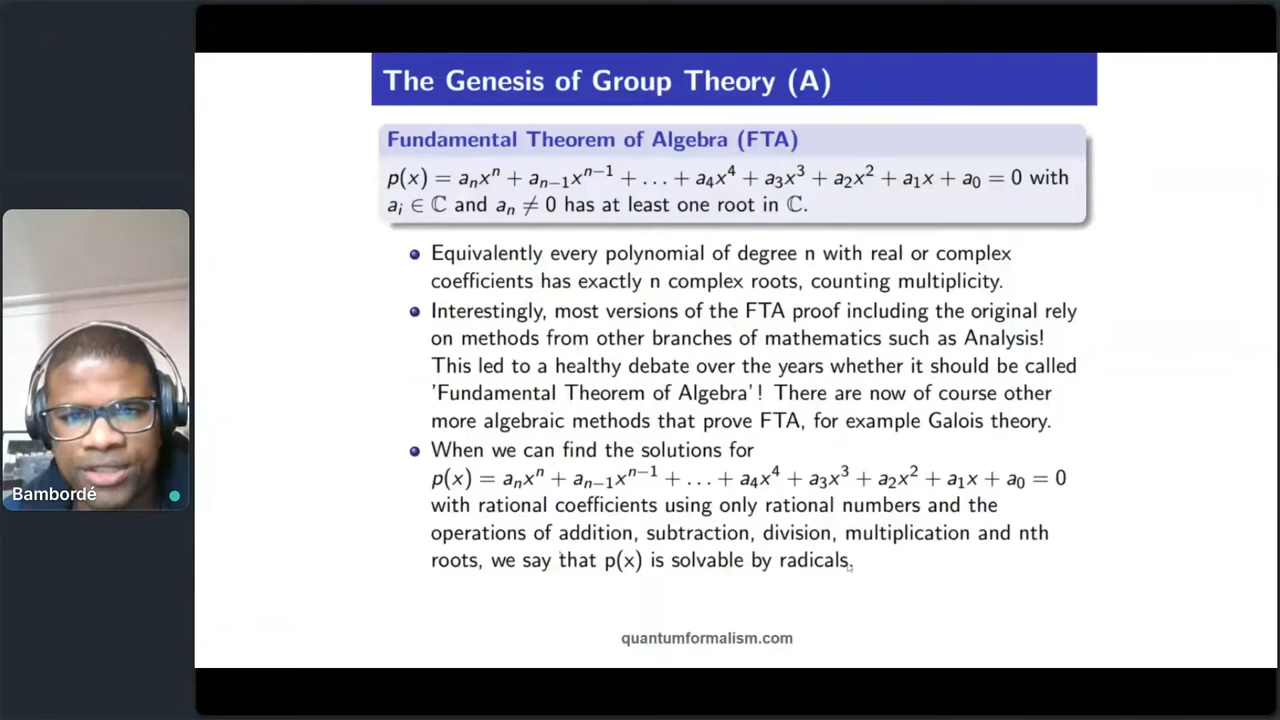 The Genesis of Group Theory (A)
Fundamental Theorem of Algebra (FTA)
p(x) = aₙxⁿ + aₙ₋₁xⁿ⁻¹ + … + a₄x⁴ + a₃x³ + a₂x² + a₁x + a₀ = 0 with
aᵢ ∈ ℂ and aₙ ≠ 0 has at least one root in ℂ.
Equivalently every polynomial of degree n with real or complex
coefficients has exactly n complex roots, counting multiplicity.
Interestingly, most versions of the FTA proof including the original rely
on methods from other branches of mathematics such as Analysis!
This led to a healthy debate over the years whether it should be called
'Fundamental Theorem of Algebra'! There are now of course other
more algebraic methods that prove FTA, for example Galois theory.
When we can find the solutions for
p(x) = aₙxⁿ + aₙ₋₁xⁿ⁻¹ + … + a₄x⁴ + a₃x³ + a₂x² + a₁x + a₀ = 0
with rational coefficients using only rational numbers and the
operations of addition, subtraction, division, multiplication and nth
roots, we say that p(x) is solvable by radicals.
quantumformalism.com
Bambordé